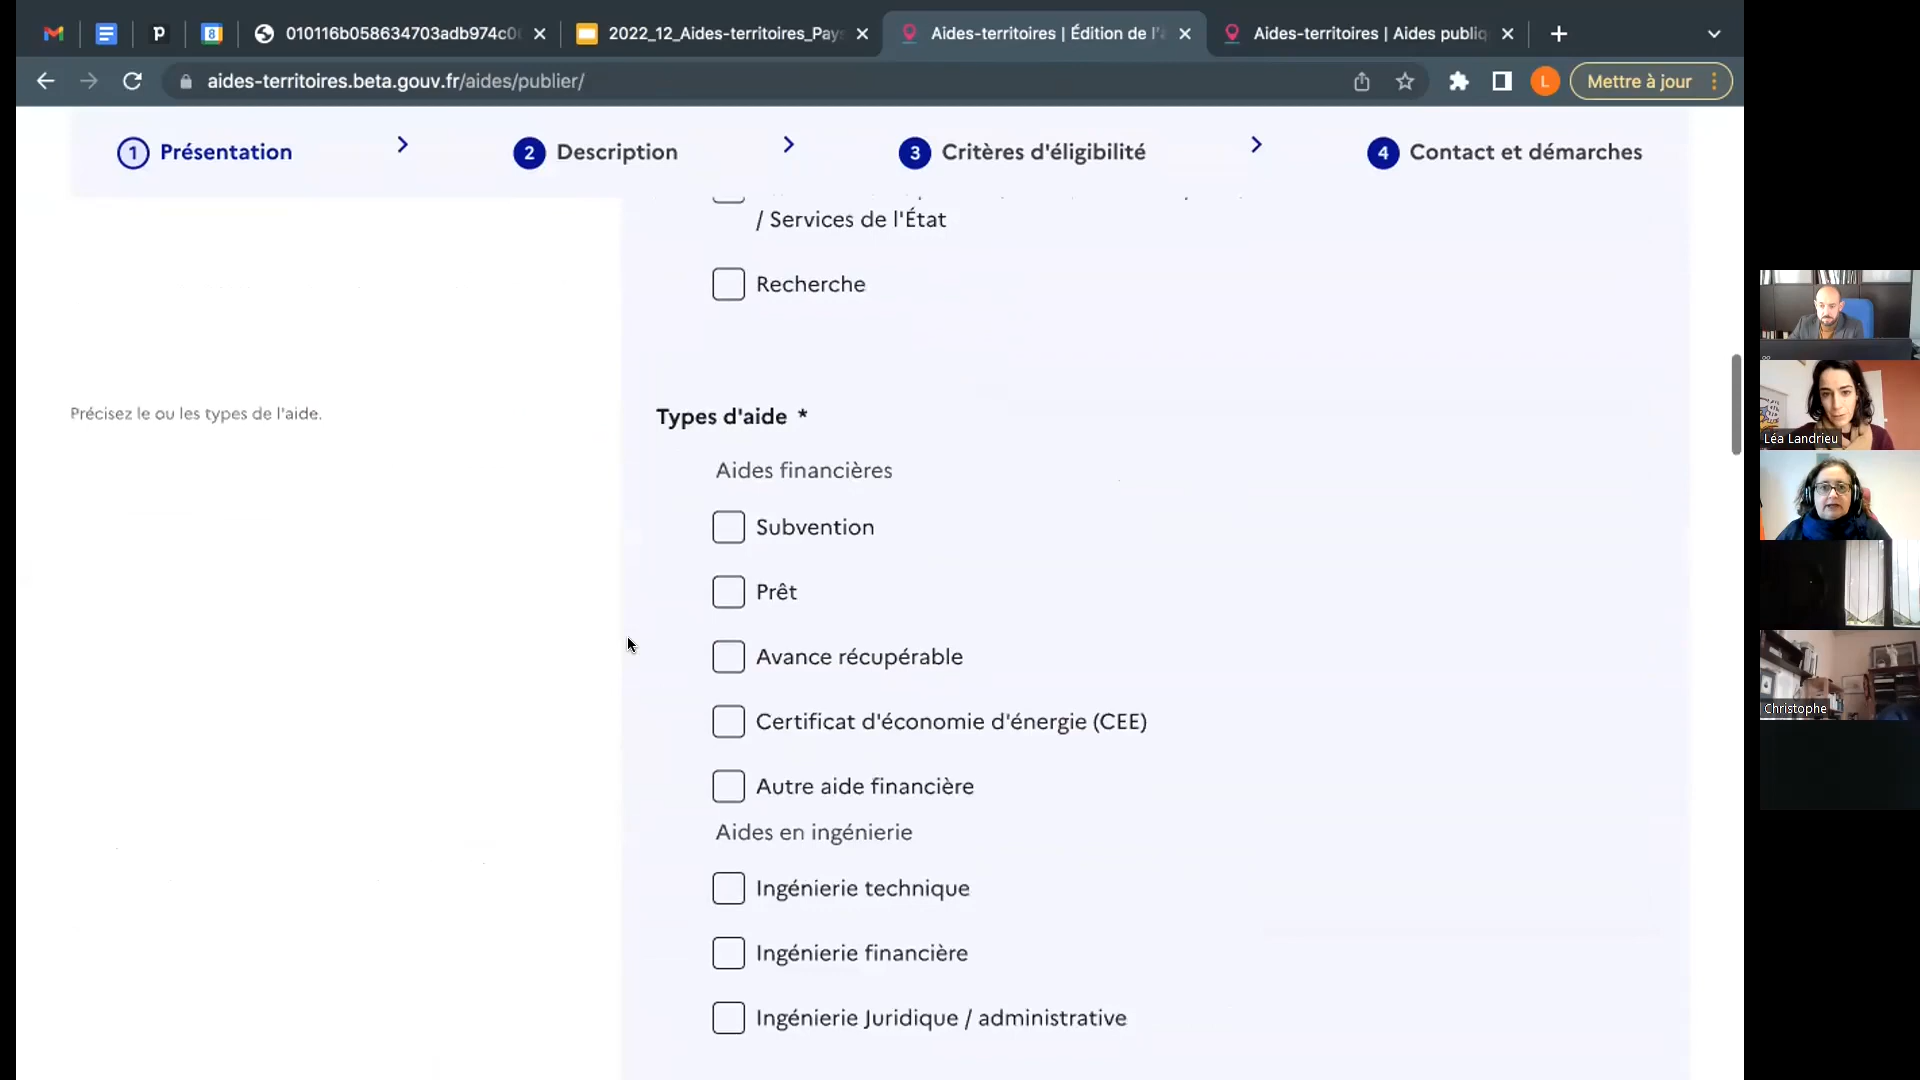 010116b058634703adb974c0
2022_12_Aides-territoires_Pays
Aides-territoires | Édition de l'a
Aides-territoires | Aides publiq
aides-territoires.beta.gouv.fr/aides/publier/
L
Mettre à jour
1 Présentation
2 Description
3 Critères d'éligibilité
4 Contact et démarches
/ Services de l'État
Recherche
Précisez le ou les types de l'aide.
Types d'aide *
Aides financières
Subvention
Prêt
Avance récupérable
Certificat d'économie d'énergie (CEE)
Autre aide financière
Aides en ingénierie
Ingénierie technique
Ingénierie financière
Ingénierie Juridique / administrative
Léa Landrieu
Christophe